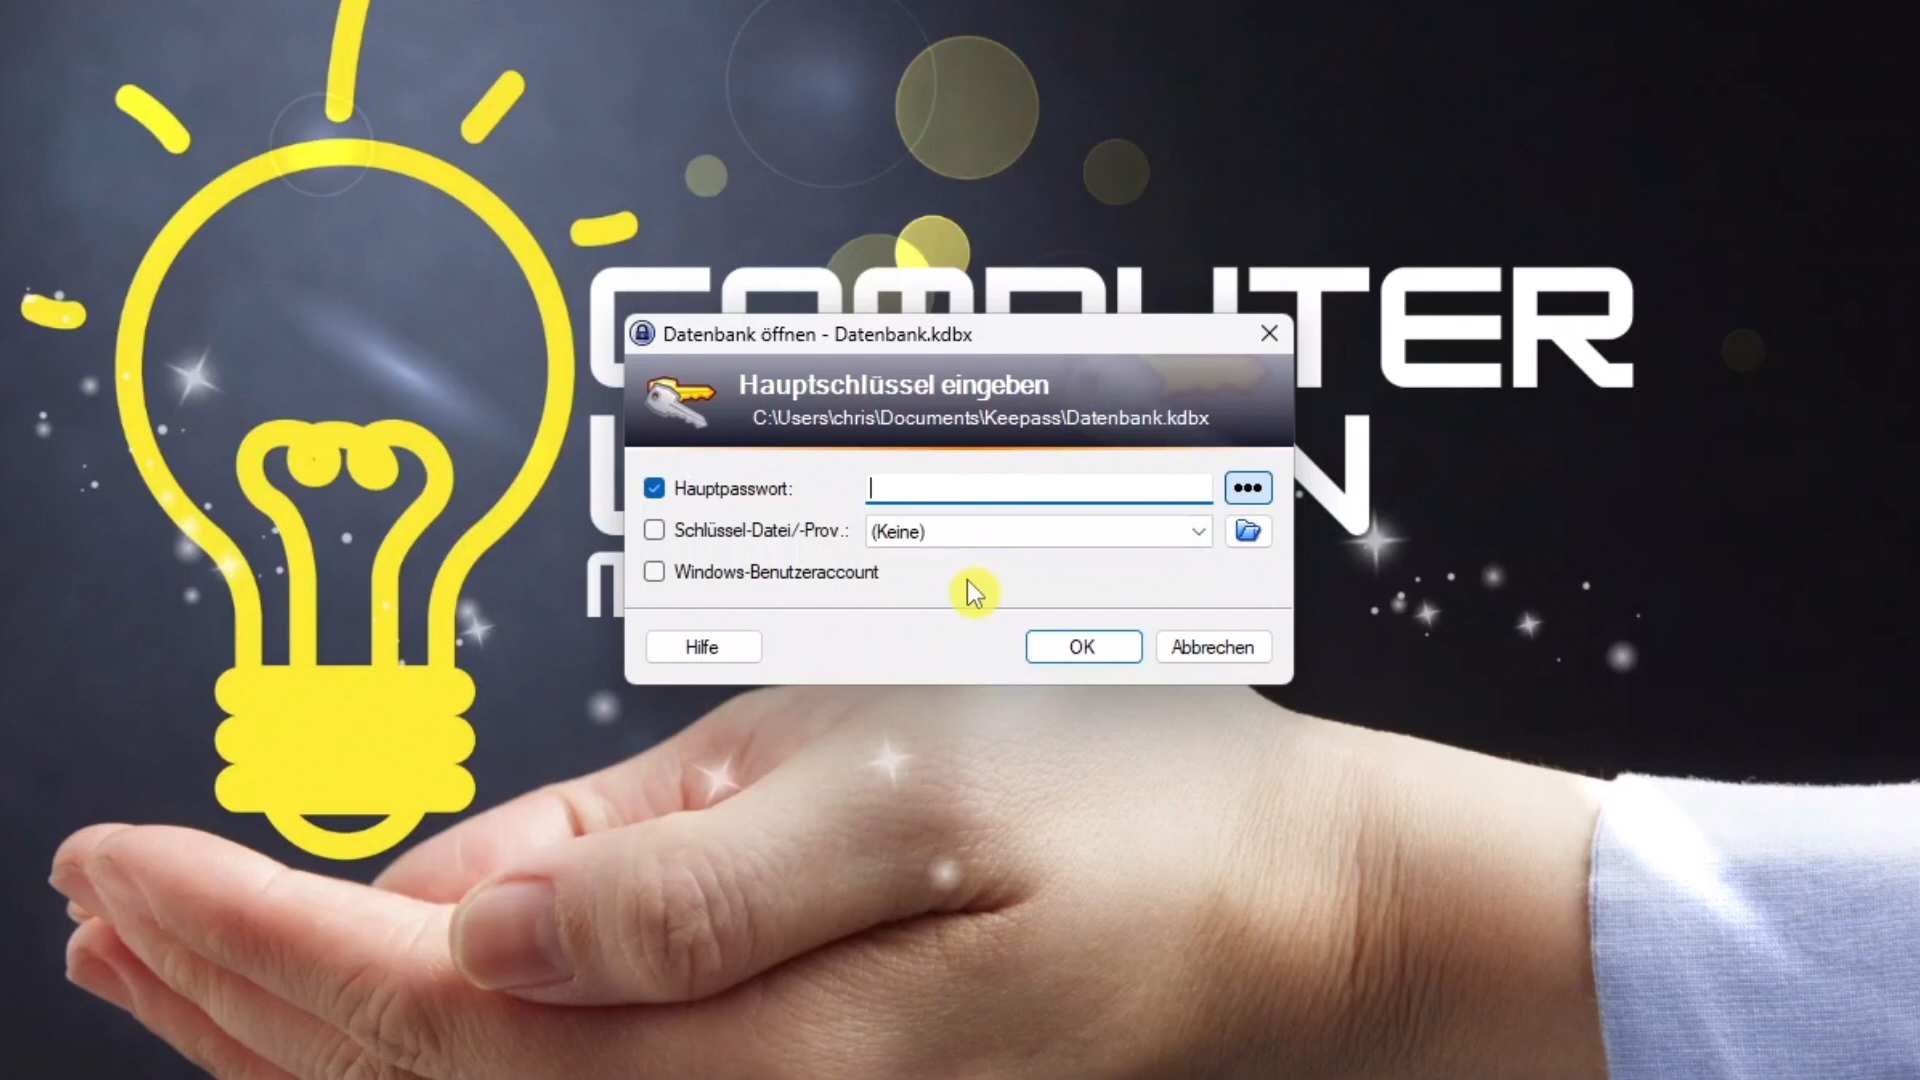 COMPUTER
Datenbank öffnen - Datenbank.kdbx
Hauptschlüssel eingeben
C:\Users\chris\Documents\Keepass\Datenbank.kdbx
Hauptpasswort:
Schlüssel-Datei/-Prov.: (Keine)
Windows-Benutzeraccount
Hilfe OK Abbrechen